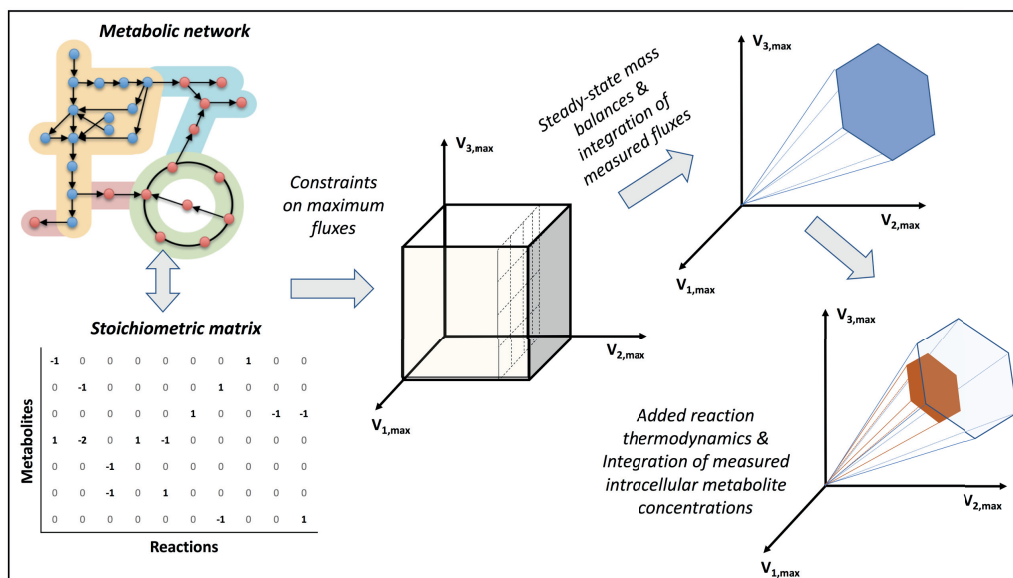 Metabolic network
Stoichiometric matrix
Metabolites
-1 0 0 0 0 0 0 1 0 0
0 -1 0 0 0 0 1 0 0 0
0 0 0 0 0 1 0 0 -1 -1
1 -2 0 1 -1 0 0 0 0 0
0 0 -1 0 0 0 0 0 0 0
0 0 -1 0 1 0 0 0 0 0
0 0 0 0 0 0 -1 0 0 1
Reactions
Constraints
on maximum
fluxes
V3,max
V2,max
V1,max
Steady-state mass
balances &
integration of
measured fluxes
V3,max
V2,max
V1,max
Added reaction
thermodynamics &
Integration of measured
intracellular metabolite
concentrations
V3,max
V2,max
V1,max